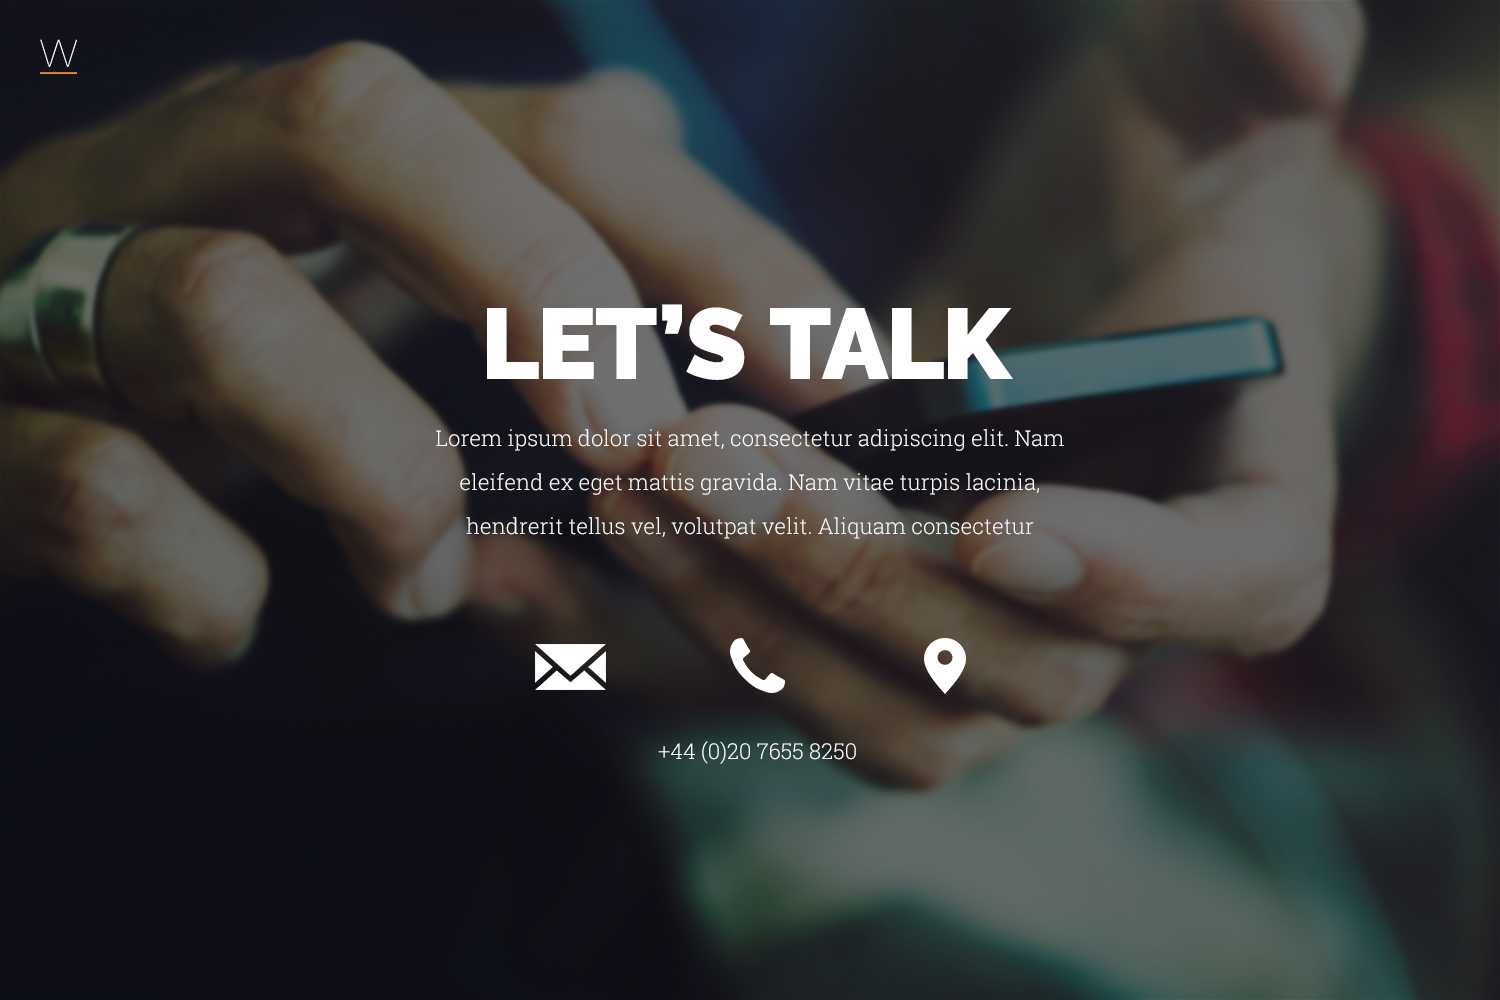 W
LET’S TALK
Lorem ipsum dolor sit amet, consectetur adipiscing elit. Nam
eleifend ex eget mattis gravida. Nam vitae turpis lacinia,
hendrerit tellus vel, volutpat velit. Aliquam consectetur
+44 (0)20 7655 8250